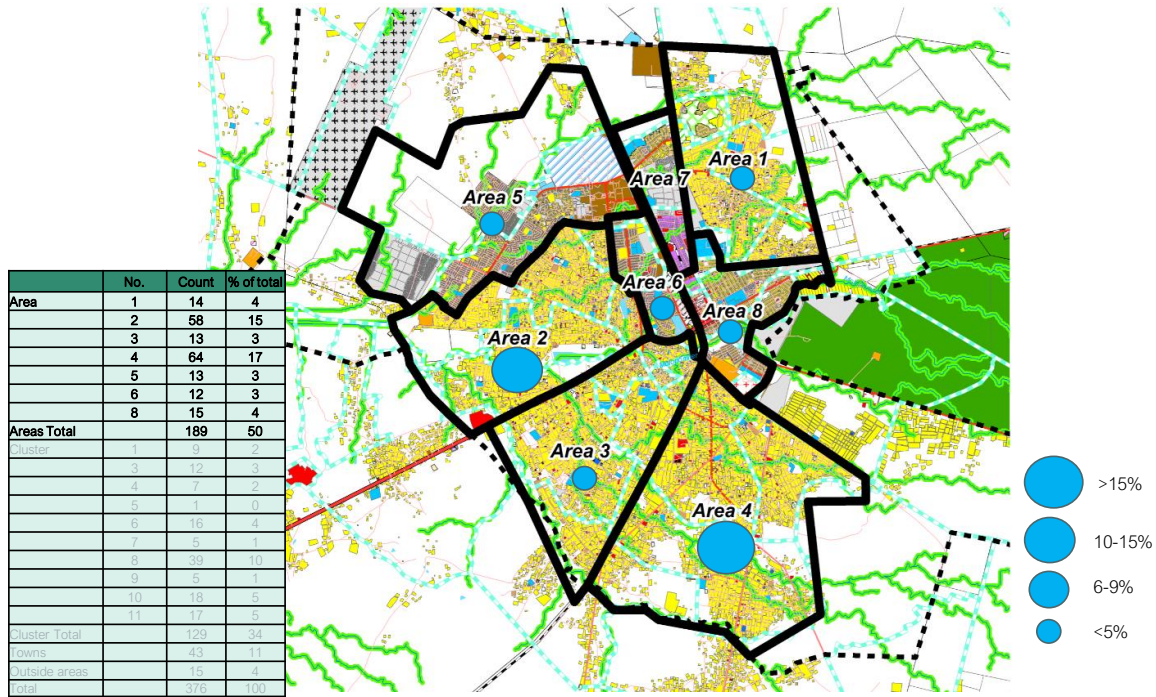 No. Count % of total
Area 1 14 4
2 58 15
3 13 3
4 64 17
5 13 3
6 12 3
8 15 4
Areas Total 189 50
Cluster 1 9 2
3 12 3
4 7 2
5 1 0
6 16 4
7 5 1
8 39 10
9 5 1
10 18 5
11 17 5
Cluster Total 129 34
Towns 43 11
Outside areas 15 4
Total 376 100
Area 1
Area 7
Area 5
Area 6
Area 8
Area 2
Area 3
Area 4
>15%
10-15%
6-9%
<5%